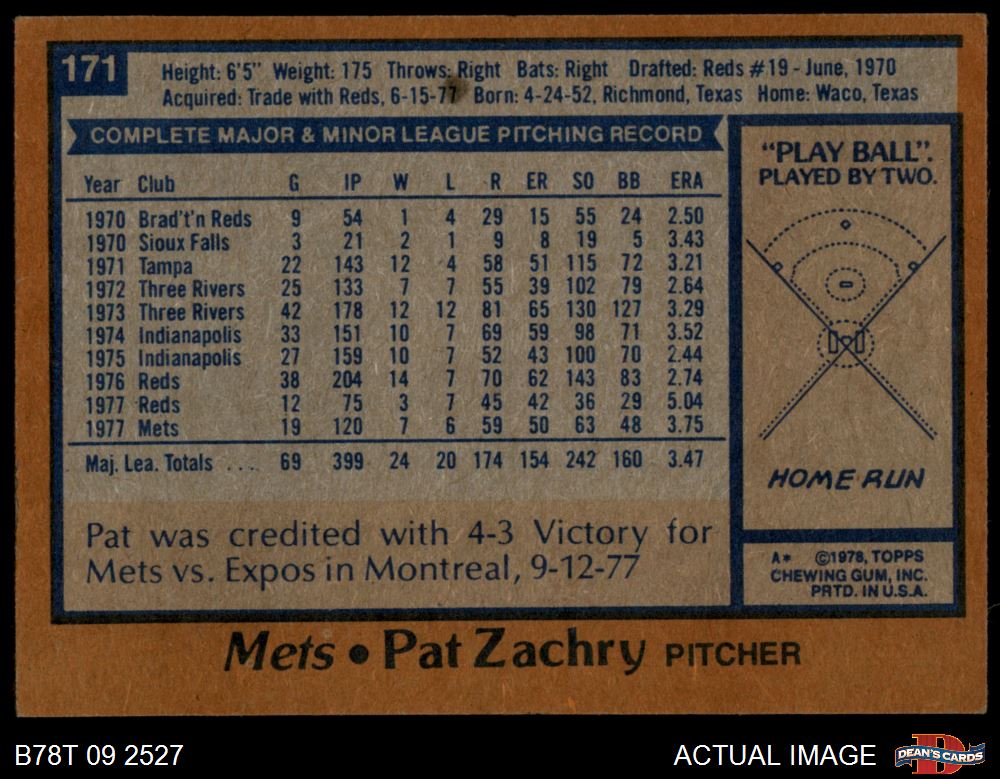 171
Height: 6'5" Weight: 175 Throws: Right Bats: Right Drafted: Reds #19 - June, 1970
Acquired: Trade with Reds, 6-15-77 Born: 4-24-52, Richmond, Texas Home: Waco, Texas
COMPLETE MAJOR & MINOR LEAGUE PITCHING RECORD
Year Club G IP W L R ER SO BB ERA
1970 Brad't'n Reds 9 54 1 4 29 15 55 24 2.50
1970 Sioux Falls 3 21 2 1 9 8 19 5 3.43
1971 Tampa 22 143 12 4 58 51 115 72 3.21
1972 Three Rivers 25 133 7 7 55 39 102 79 2.64
1973 Three Rivers 42 178 12 12 81 65 130 127 3.29
1974 Indianapolis 33 151 10 7 69 59 98 71 3.52
1975 Indianapolis 27 159 10 7 52 43 100 70 2.44
1976 Reds 38 204 14 7 70 62 143 83 2.74
1977 Reds 12 75 3 7 45 42 36 29 5.04
1977 Mets 19 120 7 6 59 50 63 48 3.75
Maj. Lea. Totals .... 69 399 24 20 174 154 242 160 3.47
Pat was credited with 4-3 Victory for
Mets vs. Expos in Montreal, 9-12-77
"PLAY BALL".
PLAYED BY TWO.
HOME RUN
A* ©1978, TOPPS
CHEWING GUM, INC.
PRTD. IN U.S.A.
Mets • Pat Zachry PITCHER
B78T 09 2527
ACTUAL IMAGE
DEAN'S CARDS